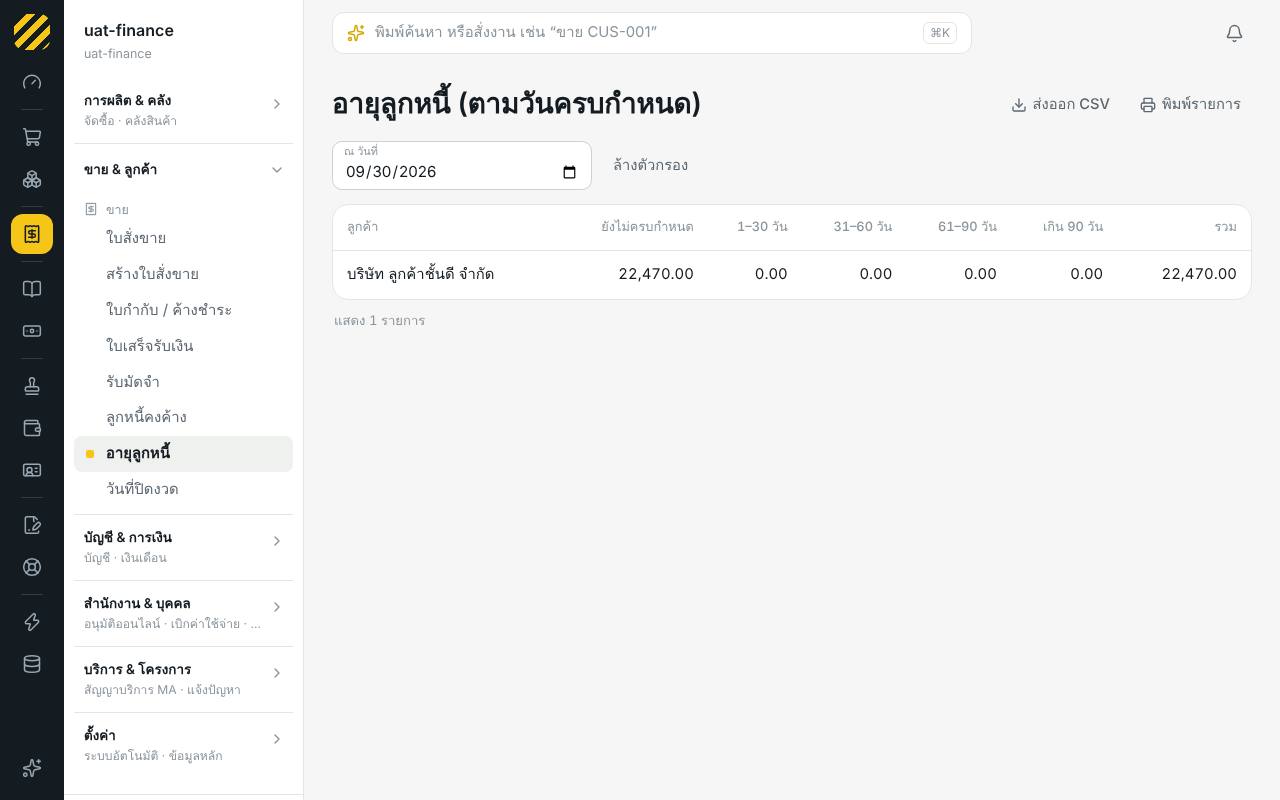 uat-finance
uat-finance
การผลิต & คลัง
จัดซื้อ · คลังสินค้า
ขาย & ลูกค้า
ขาย
ใบสั่งขาย
สร้างใบสั่งขาย
ใบกำกับ / ค้างชำระ
ใบเสร็จรับเงิน
รับมัดจำ
ลูกหนี้คงค้าง
อายุลูกหนี้
วันที่ปิดงวด
บัญชี & การเงิน
บัญชี · เงินเดือน
สำนักงาน & บุคคล
อนุมัติออนไลน์ · เบิกค่าใช้จ่าย · ...
บริการ & โครงการ
สัญญาบริการ MA · แจ้งปัญหา
ตั้งค่า
ระบบอัตโนมัติ · ข้อมูลหลัก
พิมพ์ค้นหา หรือสั่งงาน เช่น “ขาย CUS-001” ⌘K
อายุลูกหนี้ (ตามวันครบกำหนด) ส่งออก CSV พิมพ์รายการ
ณ วันที่
09/30/2026 ล้างตัวกรอง
ลูกค้า ยังไม่ครบกำหนด 1–30 วัน 31–60 วัน 61–90 วัน เกิน 90 วัน รวม
บริษัท ลูกค้าชั้นดี จำกัด 22,470.00 0.00 0.00 0.00 0.00 22,470.00
แสดง 1 รายการ